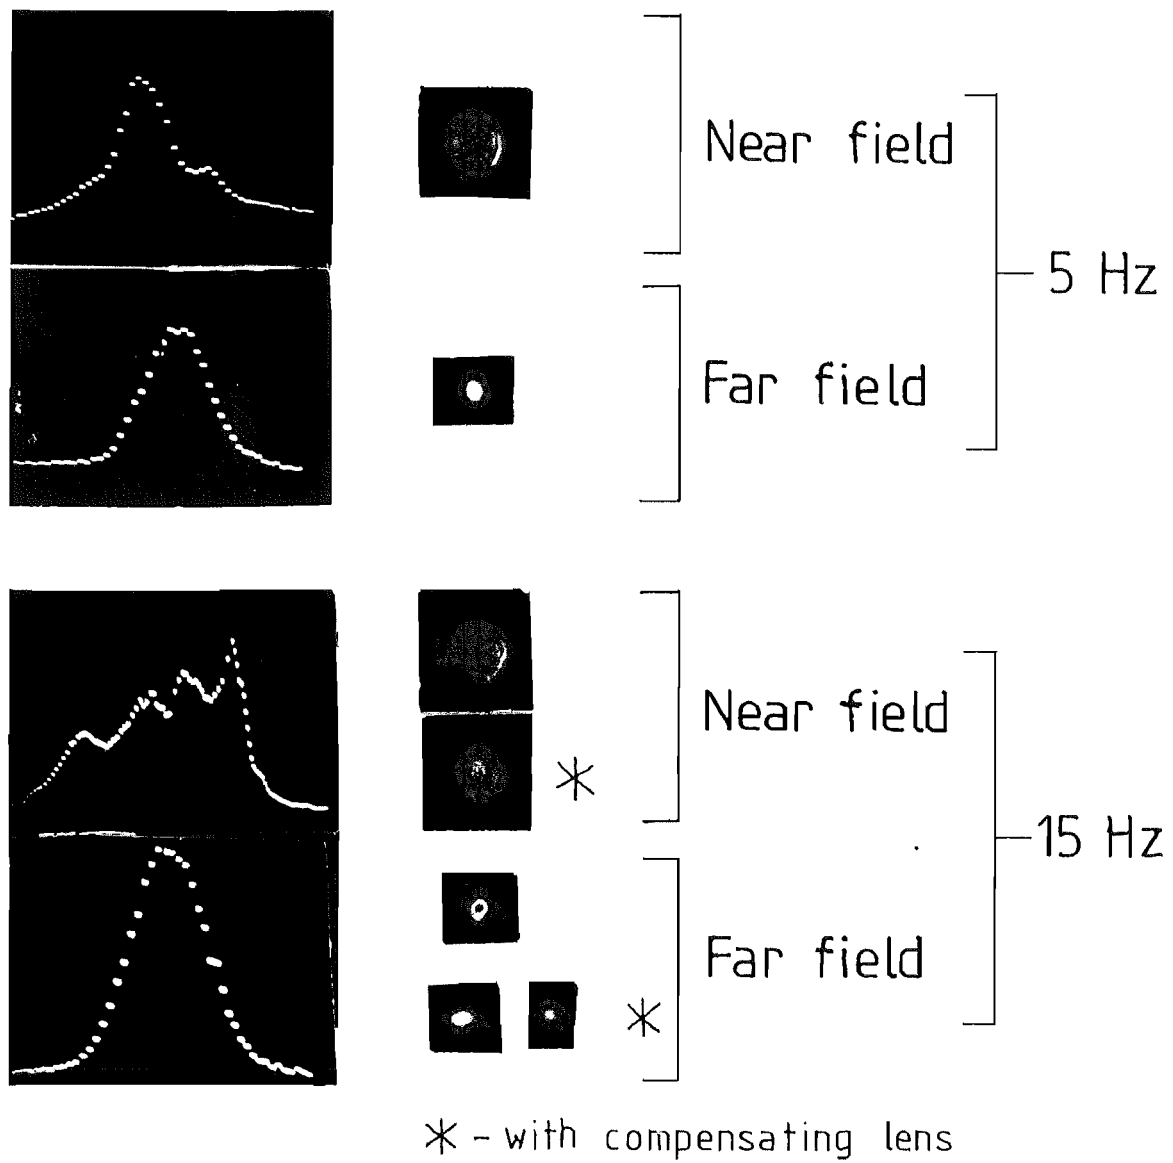 Near field
5 Hz
Far field
Near field
*
15 Hz
Far field
*
* - with compensating lens